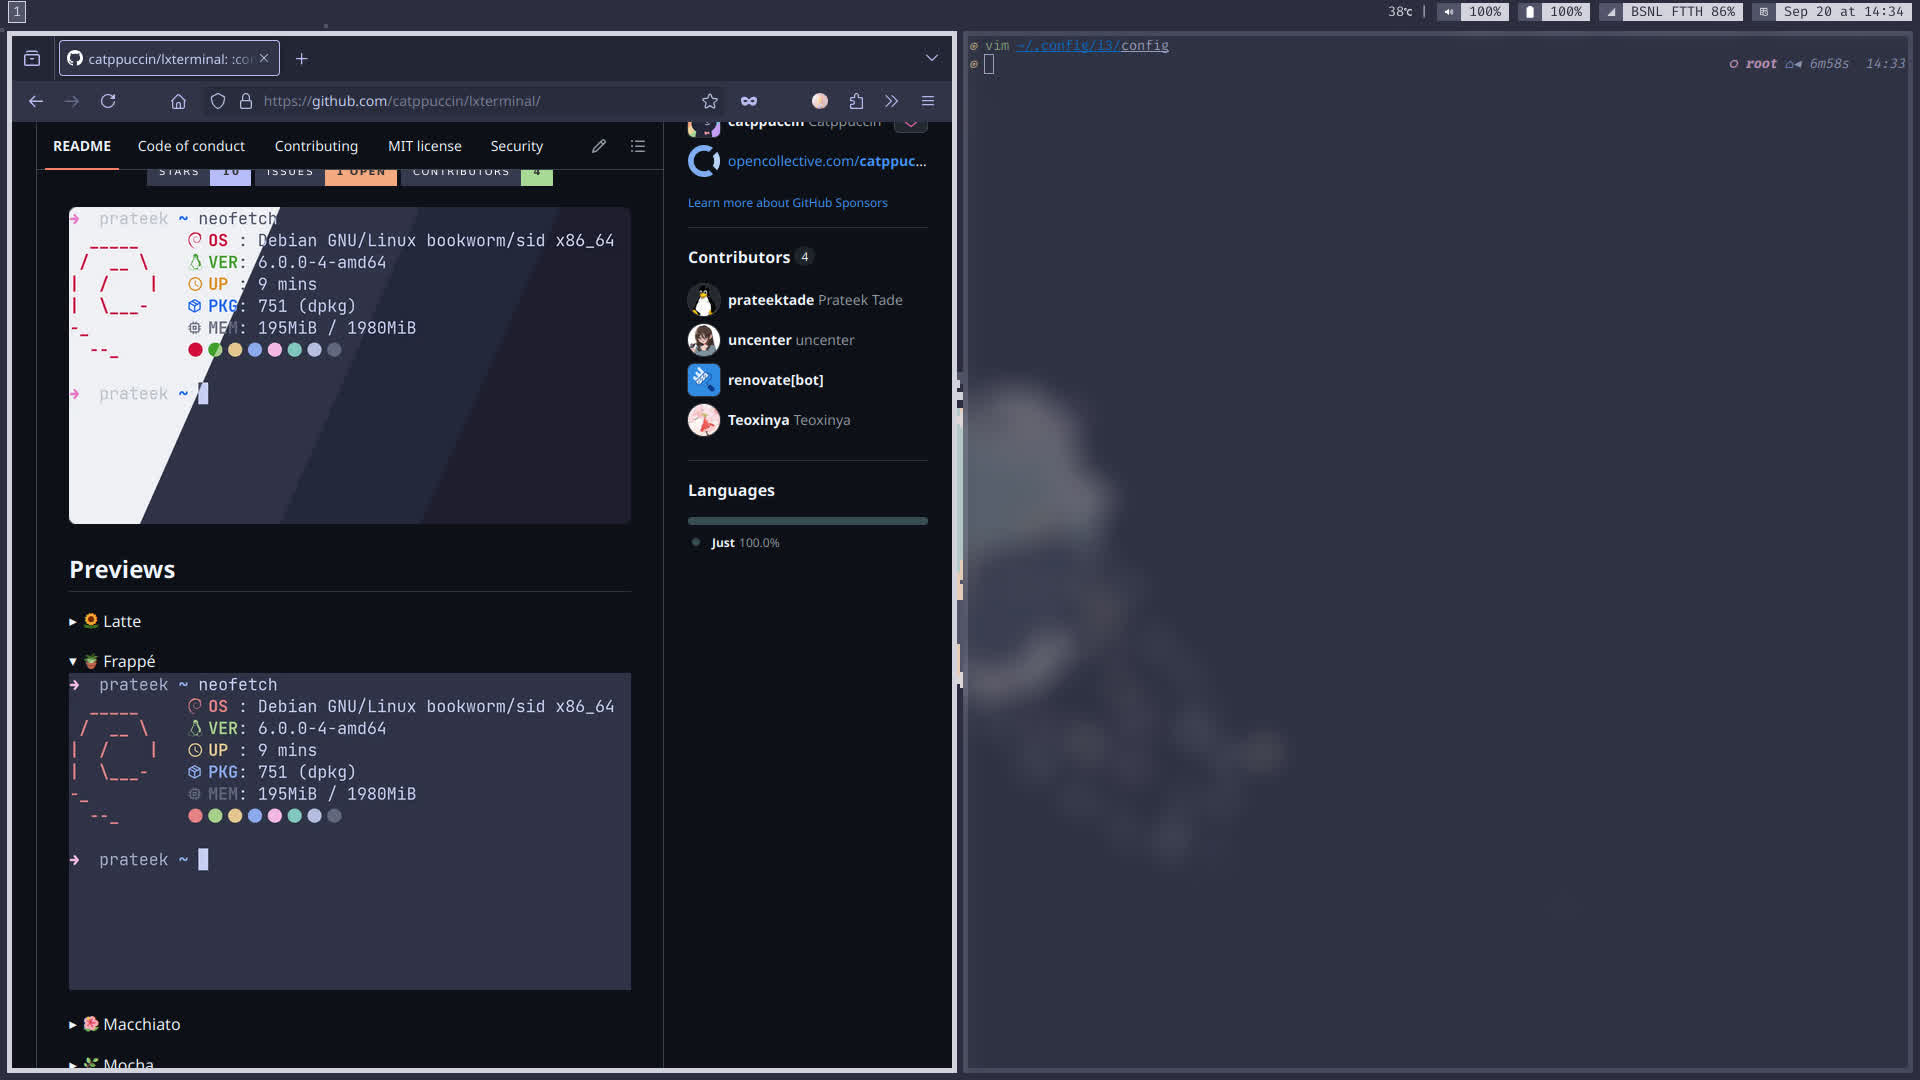 1
38℃ | 100% 100% BSNL FTTH 86% Sep 20 at 14:34
catppuccin/lxterminal: :co
https://github.com/catppuccin/lxterminal/
README Code of conduct Contributing MIT license Security
STARS 10 ISSUES 1 OPEN CONTRIBUTORS 4
prateek ~ neofetch
OS : Debian GNU/Linux bookworm/sid x86_64
VER: 6.0.0-4-amd64
UP : 9 mins
PKG: 751 (dpkg)
MEM: 195MiB / 1980MiB
prateek ~
Previews
Latte
Frappé
prateek ~ neofetch
OS : Debian GNU/Linux bookworm/sid x86_64
VER: 6.0.0-4-amd64
UP : 9 mins
PKG: 751 (dpkg)
MEM: 195MiB / 1980MiB
prateek ~
Macchiato
Mocha
catppuccin Catppuccin
opencollective.com/catppuc...
Learn more about GitHub Sponsors
Contributors 4
prateektade Prateek Tade
uncenter uncenter
renovate[bot]
Teoxinya Teoxinya
Languages
Just 100.0%
vim ~/.config/i3/config
root 6m58s 14:33